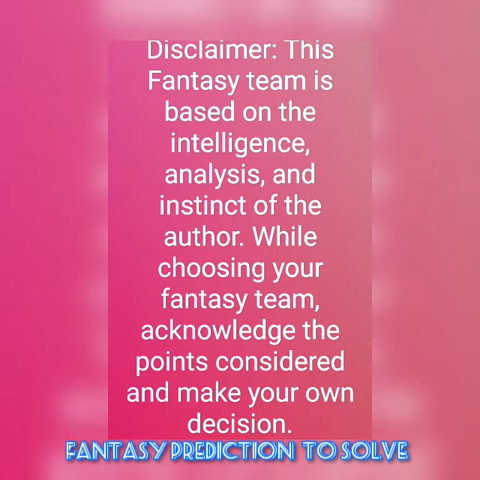 Disclaimer: This
Fantasy team is
based on the
intelligence,
analysis, and
instinct of the
author. While
choosing your
fantasy team,
acknowledge the
points considered
and make your own
decision.
FANTASY PREDICTION TO SOLVE